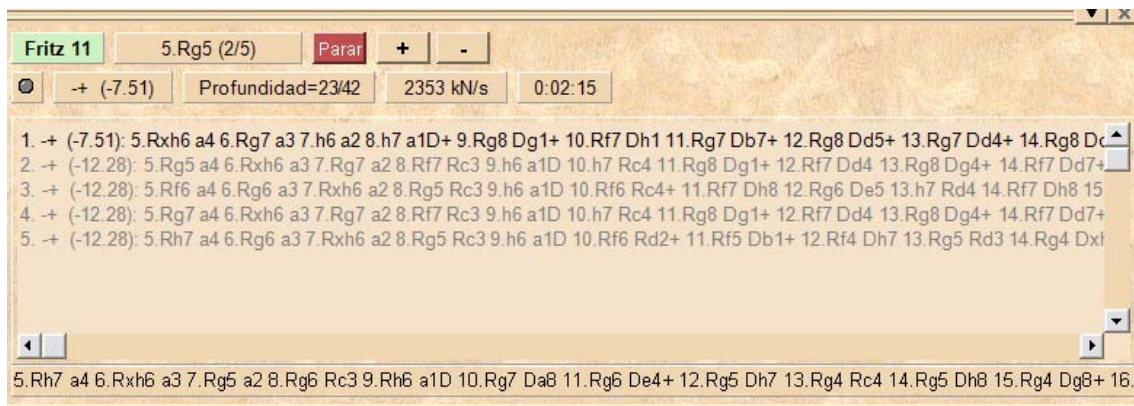 Fritz 11 5.Rg5 (2/5) Parar + -
-+ (-7.51) Profundidad=23/42 2353 kN/s 0:02:15
1. -+ (-7.51): 5.Rxh6 a4 6.Rg7 a3 7.h6 a2 8.h7 a1D+ 9.Rg8 Dg1+ 10.Rf7 Dh1 11.Rg7 Db7+ 12.Rg8 Dd5+ 13.Rg7 Dd4+ 14.Rg8
2. -+ (-12.28): 5.Rg5 a4 6.Rxh6 a3 7.Rg7 a2 8.Rf7 Rc3 9.h6 a1D 10.h7 Rc4 11.Rg8 Dg1+ 12.Rf7 Dd4 13.Rg8 Dg4+ 14.Rf7 Dd7+
3. -+ (-12.28): 5.Rf6 a4 6.Rg6 a3 7.Rxh6 a2 8.Rg5 Rc3 9.h6 a1D 10.Rf6 Rc4+ 11.Rf7 Dh8 12.Rg6 De5 13.h7 Rd4 14.Rf7 Dh8 15
4. -+ (-12.28): 5.Rg7 a4 6.Rxh6 a3 7.Rg7 a2 8.Rf7 Rc3 9.h6 a1D 10.h7 Rc4 11.Rg8 Dg1+ 12.Rf7 Dd4 13.Rg8 Dg4+ 14.Rf7 Dd7+
5. -+ (-12.28): 5.Rh7 a4 6.Rg6 a3 7.Rxh6 a2 8.Rg5 Rc3 9.h6 a1D 10.Rf6 Rd2+ 11.Rf5 Db1+ 12.Rf4 Dh7 13.Rg5 Rd3 14.Rg4
5.Rh7 a4 6.Rxh6 a3 7.Rg5 a2 8.Rg6 Rc3 9.Rh6 a1D 10.Rg7 Da8 11.Rg6 De4+ 12.Rg5 Dh7 13.Rg4 Rc4 14.Rg5 Dh8 15.Rg4 Dg8+ 16.